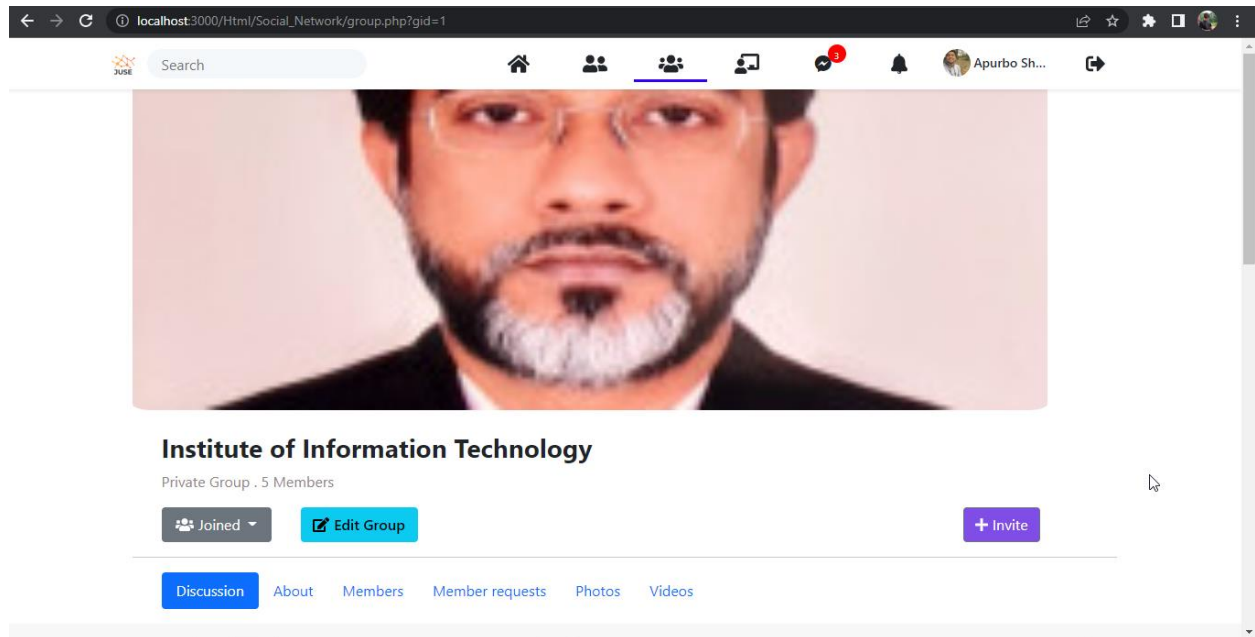 localhost:3000/Html/Social_Network/group.php?gid=1
JUSE Search 3 Apurbo Sh...
Institute of Information Technology
Private Group . 5 Members
Joined Edit Group + Invite
Discussion About Members Member requests Photos Videos